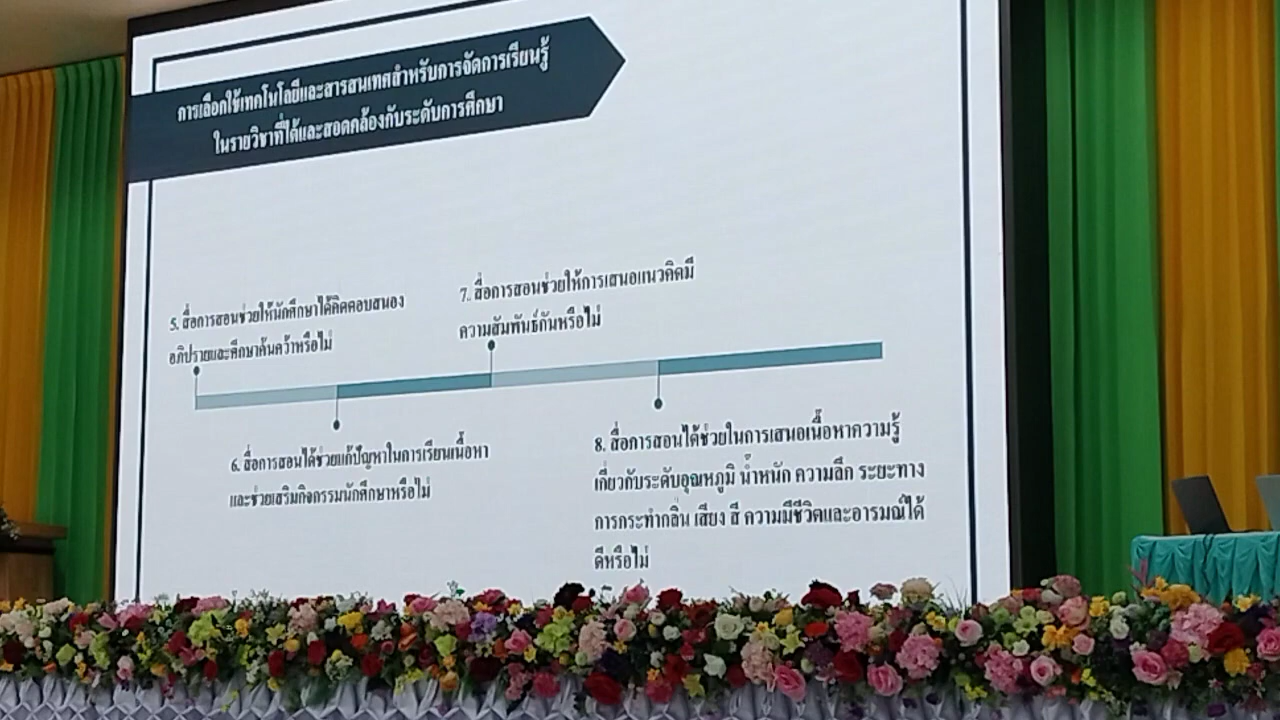 การเลือกใช้เทคโนโลยีและสารสนเทศสำหรับการจัดการเรียนรู้
ในรายวิชาที่ได้และสอดคล้องกับระดับการศึกษา
5. สื่อการสอนช่วยให้นักศึกษาได้คิดตอบสนอง
อภิปรายและศึกษาค้นคว้าหรือไม่
7. สื่อการสอนช่วยให้การเสนอแนวคิดมี
ความสัมพันธ์กันหรือไม่
6. สื่อการสอนได้ช่วยแก้ปัญหาในการเรียนเนื้อหา
และช่วยเสริมกิจกรรมนักศึกษาหรือไม่
8. สื่อการสอนได้ช่วยในการเสนอเนื้อหาความรู้
เกี่ยวกับระดับอุณหภูมิ น้ำหนัก ความลึก ระยะทาง
การกระทำกลิ่น เสียง สี ความมีชีวิตและอารมณ์ได้
ดีหรือไม่